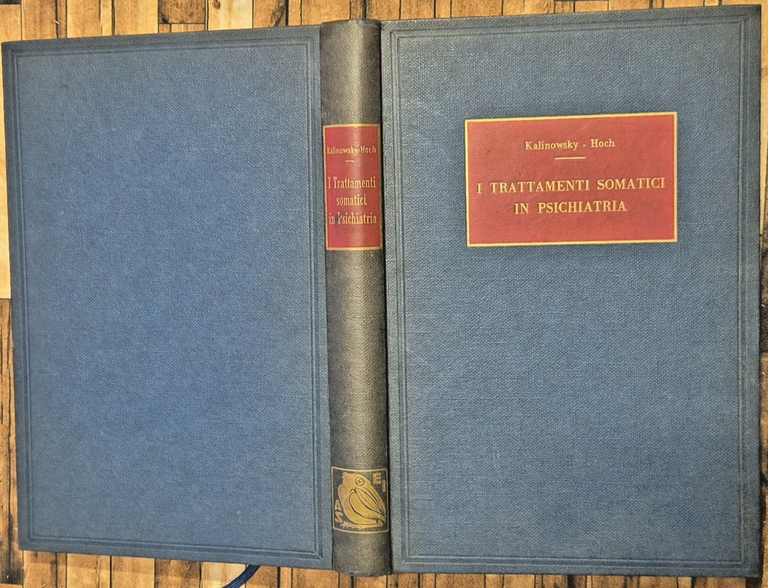 Kalinowsky-Hoch
I Trattamenti
somatici
in Psichiatria
E I
A S
Kalinowsky - Hoch
I TRATTAMENTI SOMATICI
IN PSICHIATRIA